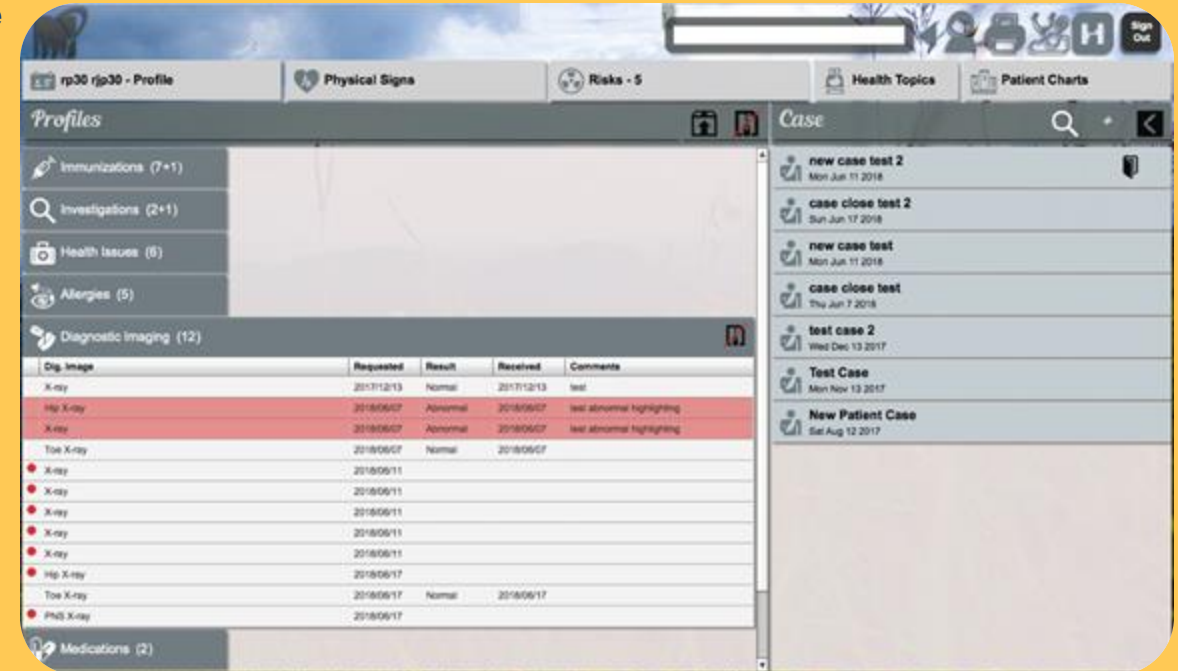 Sign
Out
rp30 rjp30 - Profile
Physical Signs
Risks - 5
Health Topics
Patient Charts
Profiles
Case
Immunizations (7+1)
Investigations (2+1)
Health Issues (6)
Allergies (5)
Diagnostic Imaging (12)
Dig. Image Requested Result Received Comments
X-ray 2017/12/13 Normal 2017/12/13 test
Hip X-ray 2018/06/07 Abnormal 2018/06/07 test abnormal highlighting
X-ray 2018/06/07 Abnormal 2018/06/07 test abnormal highlighting
Toe X-ray 2018/06/07 Normal 2018/06/07
X-ray 2018/06/11
X-ray 2018/06/11
X-ray 2018/06/11
X-ray 2018/06/11
X-ray 2018/06/11
Hip X-ray 2018/06/17
Toe X-ray 2018/06/17 Normal 2018/06/17
PNS X-ray 2018/06/17
Medications (2)
new case test 2
Mon Jun 11 2018
case close test 2
Sun Jun 17 2018
new case test
Mon Jun 11 2018
case close test
Thu Jun 7 2018
test case 2
Wed Dec 13 2017
Test Case
Mon Nov 13 2017
New Patient Case
Sat Aug 12 2017